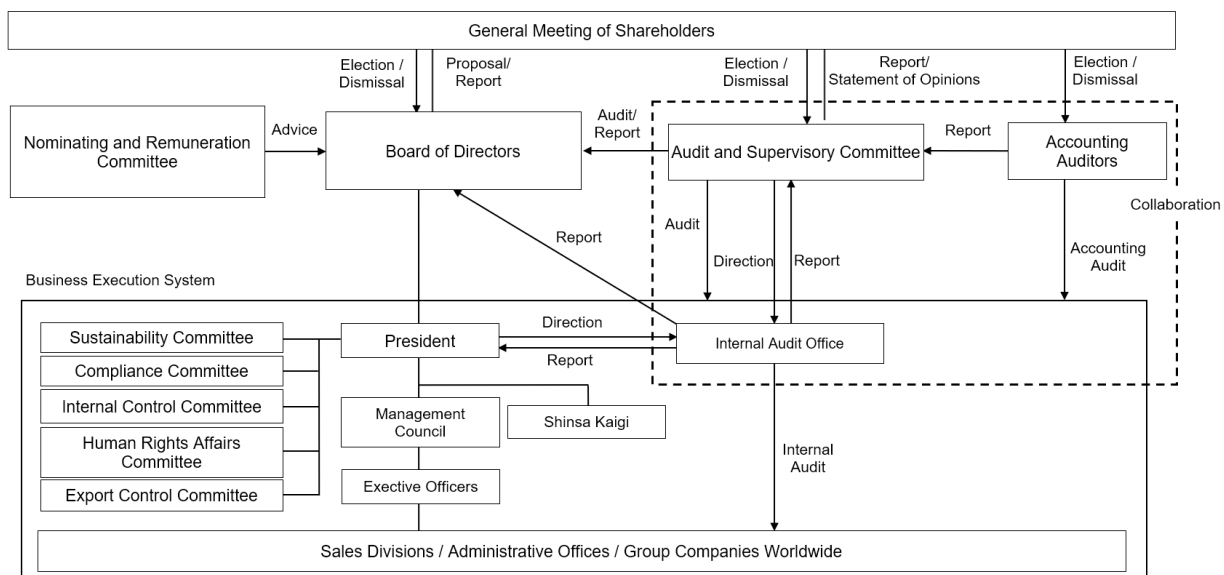 General Meeting of Shareholders
Election /
Dismissal
Proposal/
Report
Election /
Dismissal
Report/
Statement of Opinions
Election /
Dismissal
Nominating and Remuneration
Committee
Advice
Board of Directors
Audit/
Report
Audit and Supervisory Committee
Report
Accounting
Auditors
Collaboration
Report
Audit
Direction
Report
Accounting
Audit
Business Execution System
Sustainability Committee
Compliance Committee
Internal Control Committee
Human Rights Affairs
Committee
Export Control Committee
President
Direction
Report
Internal Audit Office
Management
Council
Shinsa Kaigi
Exective Officers
Internal
Audit
Sales Divisions / Administrative Offices / Group Companies Worldwide